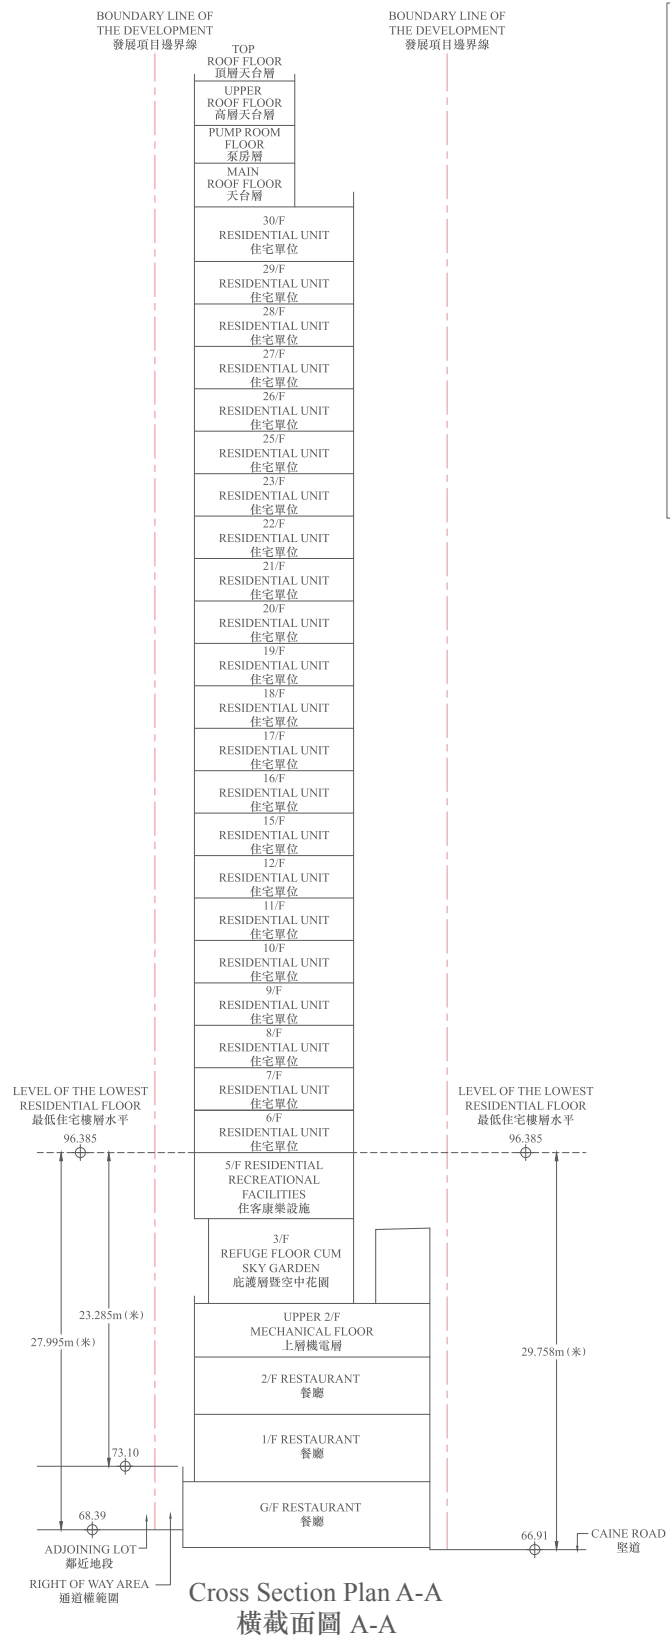 BOUNDARY LINE OF
THE DEVELOPMENT
發展項目邊界線
BOUNDARY LINE OF
THE DEVELOPMENT
發展項目邊界線
TOP
ROOF FLOOR
頂層天台層
UPPER
ROOF FLOOR
高層天台層
PUMP ROOM
FLOOR
泵房層
MAIN
ROOF FLOOR
天台層
30/F
RESIDENTIAL UNIT
住宅單位
29/F
RESIDENTIAL UNIT
住宅單位
28/F
RESIDENTIAL UNIT
住宅單位
27/F
RESIDENTIAL UNIT
住宅單位
26/F
RESIDENTIAL UNIT
住宅單位
25/F
RESIDENTIAL UNIT
住宅單位
23/F
RESIDENTIAL UNIT
住宅單位
22/F
RESIDENTIAL UNIT
住宅單位
21/F
RESIDENTIAL UNIT
住宅單位
20/F
RESIDENTIAL UNIT
住宅單位
19/F
RESIDENTIAL UNIT
住宅單位
18/F
RESIDENTIAL UNIT
住宅單位
17/F
RESIDENTIAL UNIT
住宅單位
16/F
RESIDENTIAL UNIT
住宅單位
15/F
RESIDENTIAL UNIT
住宅單位
12/F
RESIDENTIAL UNIT
住宅單位
11/F
RESIDENTIAL UNIT
住宅單位
10/F
RESIDENTIAL UNIT
住宅單位
9/F
RESIDENTIAL UNIT
住宅單位
8/F
RESIDENTIAL UNIT
住宅單位
7/F
RESIDENTIAL UNIT
住宅單位
6/F
RESIDENTIAL UNIT
住宅單位
LEVEL OF THE LOWEST
RESIDENTIAL FLOOR
最低住宅樓層水平
96.385
LEVEL OF THE LOWEST
RESIDENTIAL FLOOR
最低住宅樓層水平
96.385
5/F RESIDENTIAL
RECREATIONAL
FACILITIES
住客康樂設施
3/F
REFUGE FLOOR CUM
SKY GARDEN
庇護層暨空中花園
23.285m (米)
27.995m (米)
29.758m (米)
UPPER 2/F
MECHANICAL FLOOR
上層機電層
2/F RESTAURANT
餐廳
1/F RESTAURANT
餐廳
73.10
G/F RESTAURANT
餐廳
68.39
66.91
CAINE ROAD
堅道
ADJOINING LOT
鄰近地段
RIGHT OF WAY AREA
通道權範圍
Cross Section Plan A-A
橫截面圖 A-A